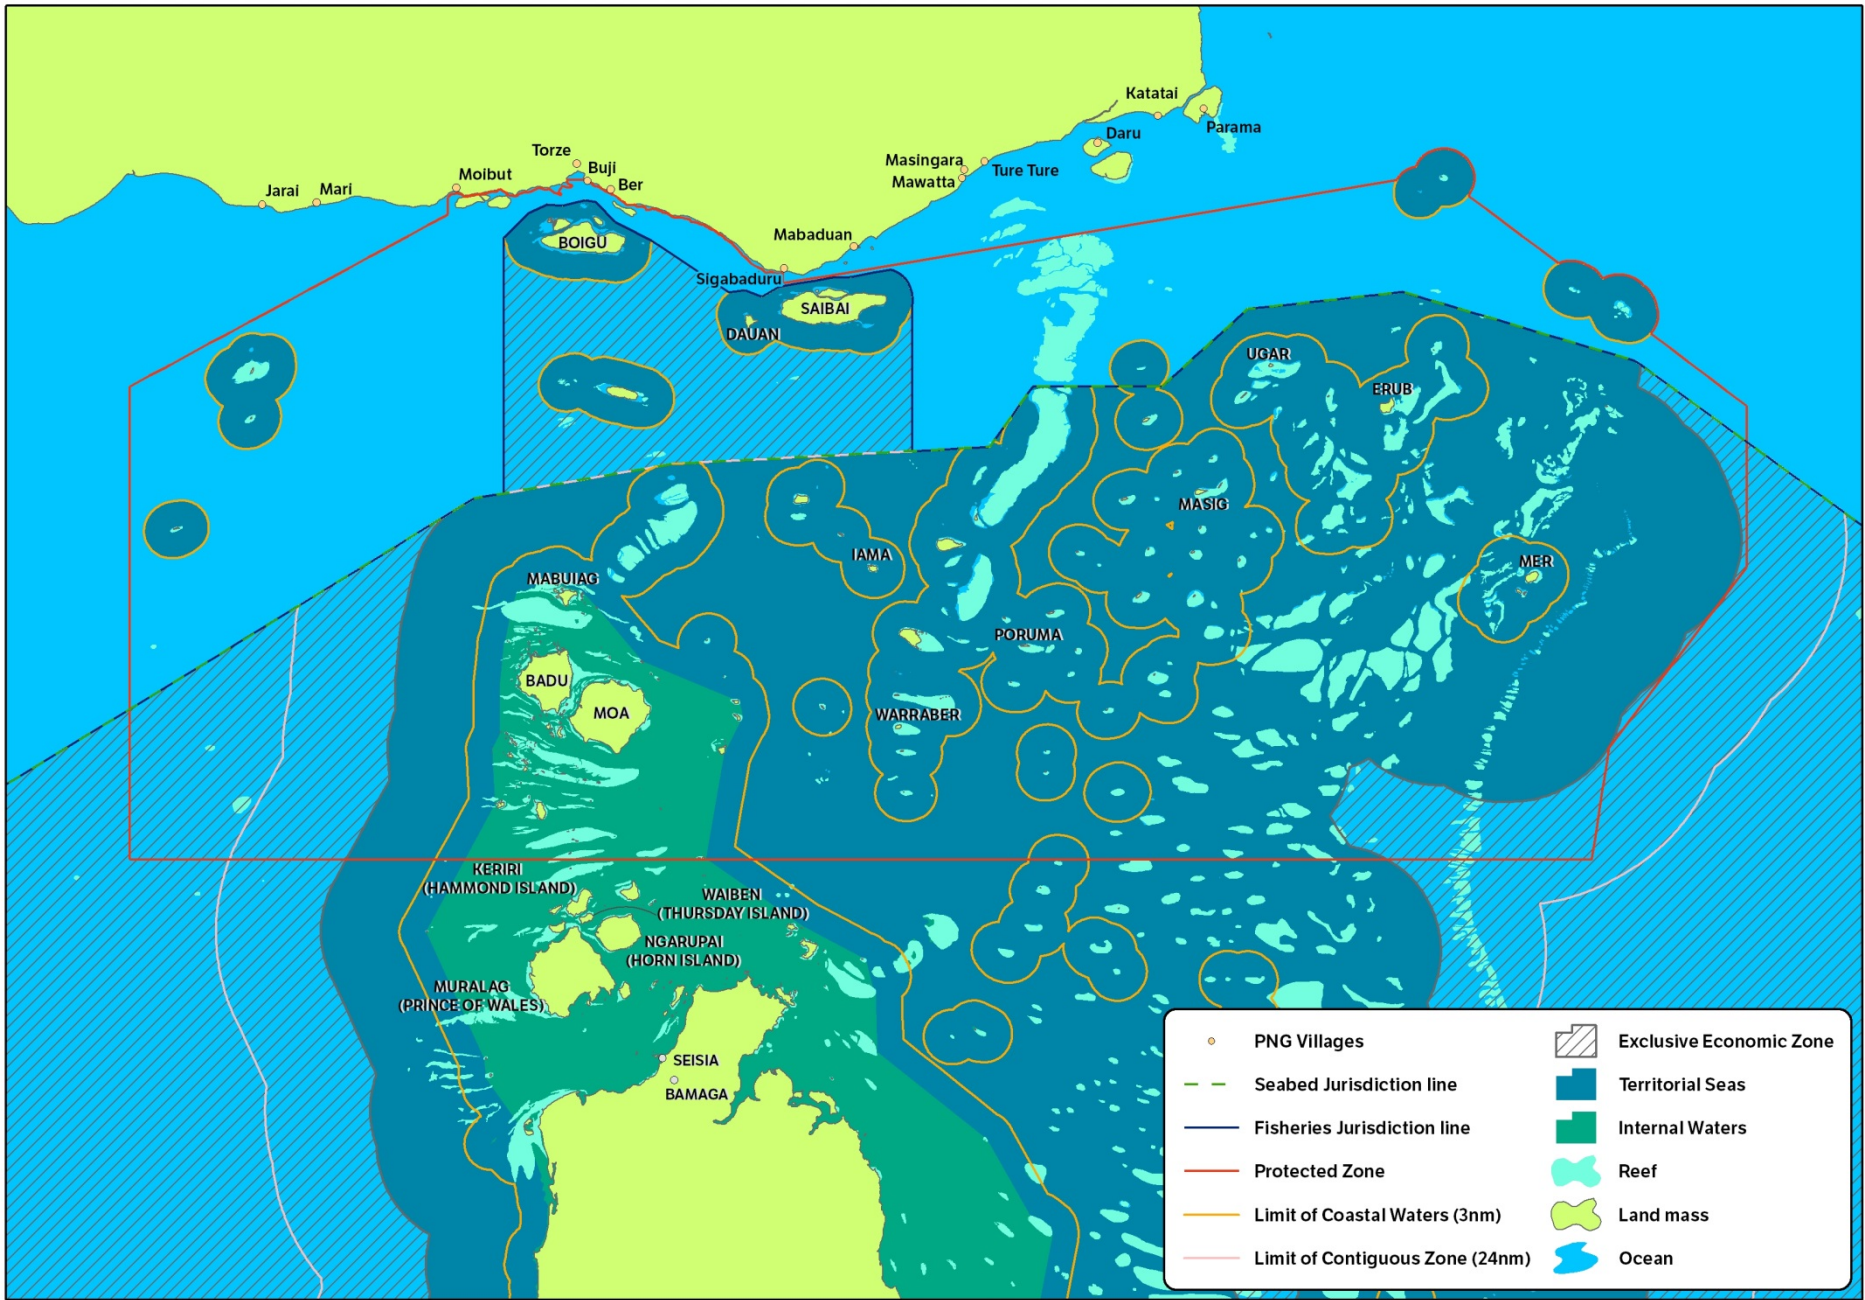 Katatai
Parama
Daru
Torze
Buji
Ber
Moibut
Jarai
Mari
Masingara
Mawatta
Ture Ture
Mabaduan
Sigabaduru
BOIGU
SAIBAI
DAUAN
UGAR
ERUB
MASIG
IAMA
MER
MABUIAG
PORUMA
BADU
MOA
WARRABER
KERIRI
(HAMMOND ISLAND)
WAIBEN
(THURSDAY ISLAND)
NGARUPAI
(HORN ISLAND)
MURALAG
(PRINCE OF WALES)
SEISIA
BAMAGA
PNG Villages
Seabed Jurisdiction line
Fisheries Jurisdiction line
Protected Zone
Limit of Coastal Waters (3nm)
Limit of Contiguous Zone (24nm)
Exclusive Economic Zone
Territorial Seas
Internal Waters
Reef
Land mass
Ocean